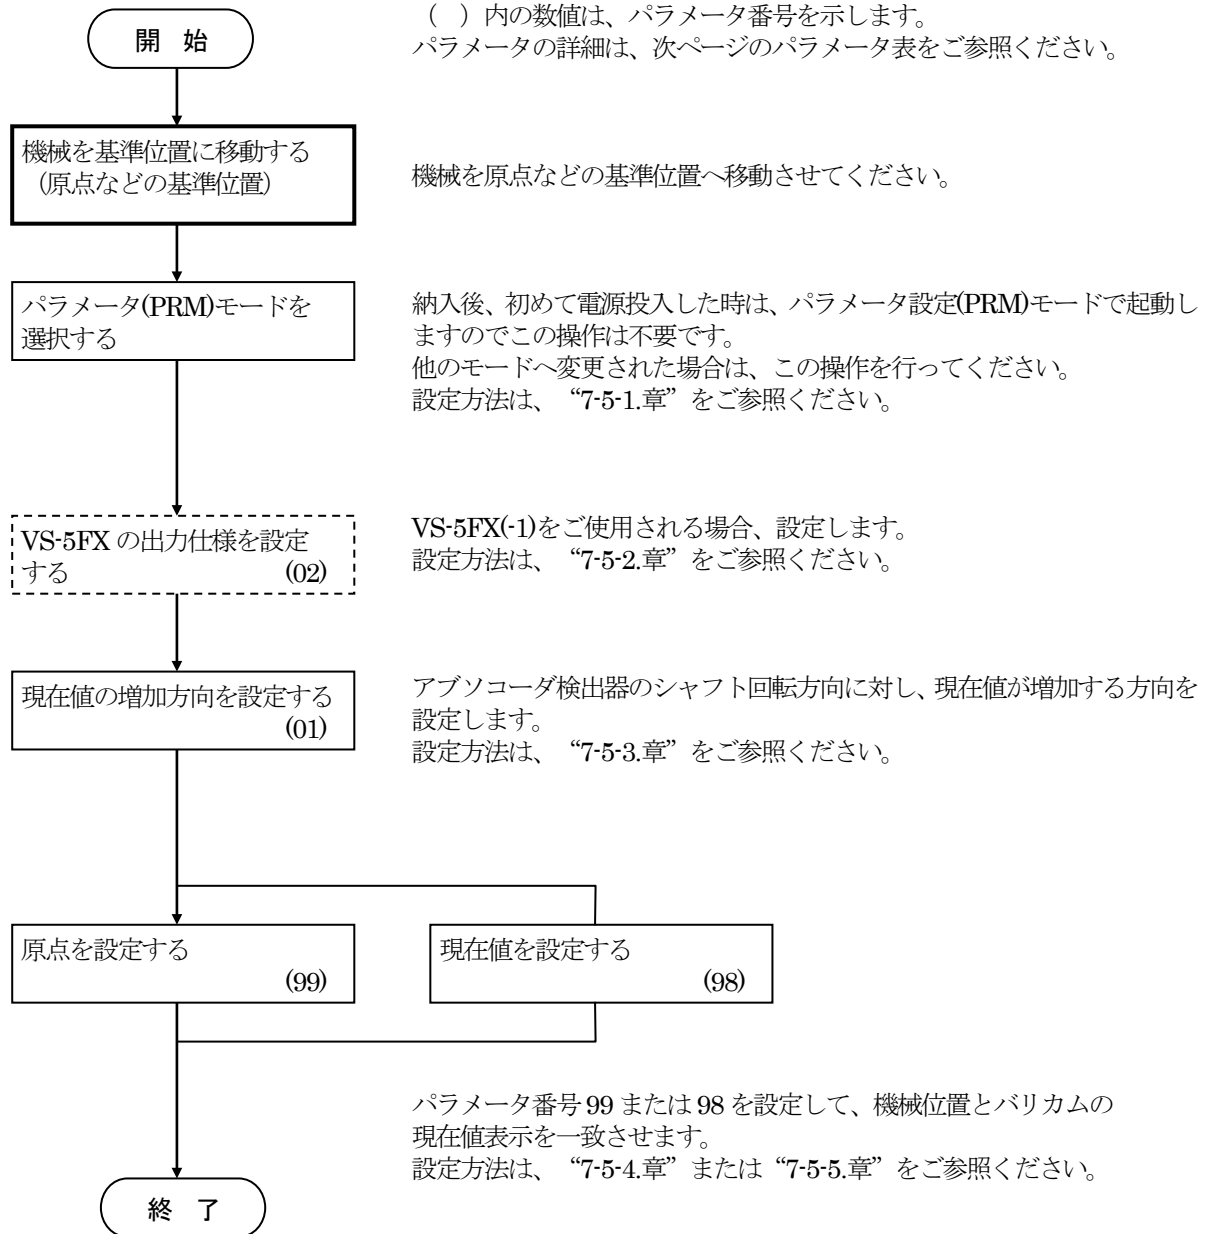 開 始
( )内の数値は、パラメータ番号を示します。
パラメータの詳細は、次ページのパラメータ表をご参照ください。
機械を基準位置に移動する
(原点などの基準位置)
機械を原点などの基準位置へ移動させてください。
パラメータ(PRM)モードを
選択する
納入後、初めて電源投入した時は、パラメータ設定(PRM)モードで起動し
ますのでこの操作は不要です。
他のモードへ変更された場合は、この操作を行ってください。
設定方法は、“7-5-1.章”をご参照ください。
VS-5FX の出力仕様を設定
する (02)
VS-5FX(-1)をご使用される場合、設定します。
設定方法は、“7-5-2.章”をご参照ください。
現在値の増加方向を設定する
(01)
アブソコーダ検出器のシャフト回転方向に対し、現在値が増加する方向を
設定します。
設定方法は、“7-5-3.章”をご参照ください。
原点を設定する
(99)
現在値を設定する
(98)
パラメータ番号 99 または 98 を設定して、機械位置とバリカムの
現在値表示を一致させます。
設定方法は、“7-5-4.章”または“7-5-5.章”をご参照ください。
終 了